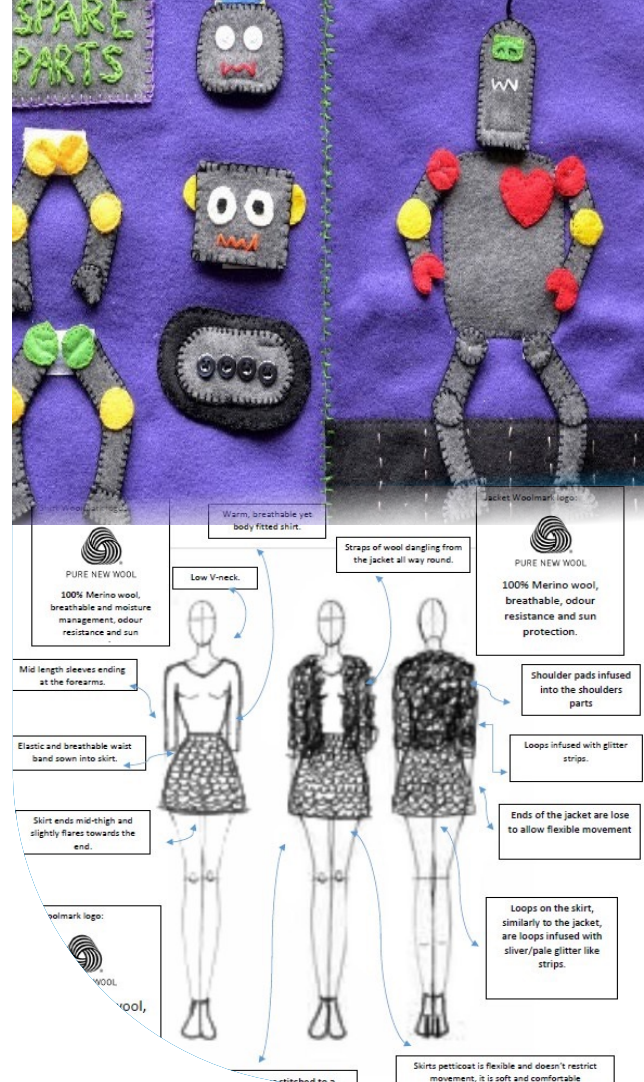 SPARE
PARTS
Warm, breathable yet
body fitted shirt.
Jacket Woolmark logo:
PURE NEW WOOL
Straps of wool dangling from
the jacket all way round.
PURE NEW WOOL
Low V-neck.
100% Merino wool,
breathable and moisture
management, odour
resistance and sun
100% Merino wool,
breathable, odour
resistance and sun
protection.
Mid length sleeves ending
at the forearms.
Shoulder pads infused
into the shoulders
parts
Elastic and breathable waist
band sown into skirt.
Loops infused with glitter
strips.
Skirt ends mid-thigh and
slightly flares towards the
end.
Ends of the jacket are lose
to allow flexible movement
Loops on the skirt,
similarly to the jacket,
are loops infused with
sliver/pale glitter like
strips.
logo:
WOOL
wool,
stitched to a
Skirts petticoat is flexible and doesn't restrict
movement, it is soft and comfortable